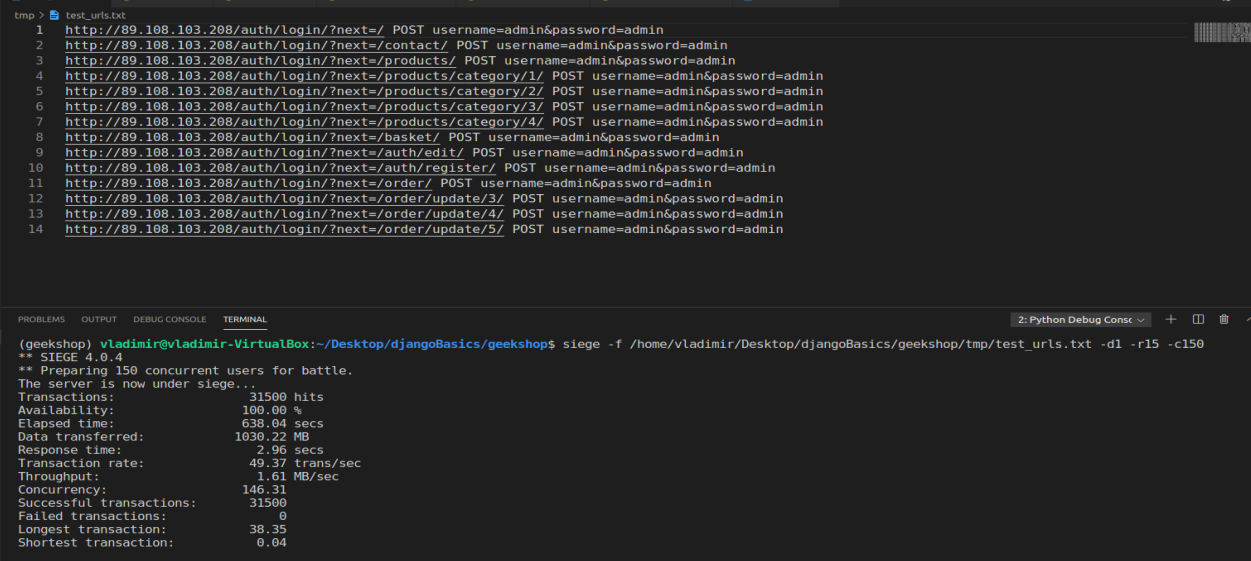 tmp > test_urls.txt
1 http://89.108.103.208/auth/login/?next=/ POST username=admin&password=admin
2 http://89.108.103.208/auth/login/?next=/contact/ POST username=admin&password=admin
3 http://89.108.103.208/auth/login/?next=/products/ POST username=admin&password=admin
4 http://89.108.103.208/auth/login/?next=/products/category/1/ POST username=admin&password=admin
5 http://89.108.103.208/auth/login/?next=/products/category/2/ POST username=admin&password=admin
6 http://89.108.103.208/auth/login/?next=/products/category/3/ POST username=admin&password=admin
7 http://89.108.103.208/auth/login/?next=/products/category/4/ POST username=admin&password=admin
8 http://89.108.103.208/auth/login/?next=/basket/ POST username=admin&password=admin
9 http://89.108.103.208/auth/login/?next=/auth/edit/ POST username=admin&password=admin
10 http://89.108.103.208/auth/login/?next=/auth/register/ POST username=admin&password=admin
11 http://89.108.103.208/auth/login/?next=/order/ POST username=admin&password=admin
12 http://89.108.103.208/auth/login/?next=/order/update/3/ POST username=admin&password=admin
13 http://89.108.103.208/auth/login/?next=/order/update/4/ POST username=admin&password=admin
14 http://89.108.103.208/auth/login/?next=/order/update/5/ POST username=admin&password=admin
PROBLEMS OUTPUT DEBUG CONSOLE TERMINAL 2: Python Debug Consc
(geekshop) vladimir@vladimir-VirtualBox:~/Desktop/djangoBasics/geekshop$ siege -f /home/vladimir/Desktop/djangoBasics/geekshop/tmp/test_urls.txt -d1 -r15 -c150
** SIEGE 4.0.4
** Preparing 150 concurrent users for battle.
The server is now under siege...
Transactions: 31500 hits
Availability: 100.00 %
Elapsed time: 638.04 secs
Data transferred: 1030.22 MB
Response time: 2.96 secs
Transaction rate: 49.37 trans/sec
Throughput: 1.61 MB/sec
Concurrency: 146.31
Successful transactions: 31500
Failed transactions: 0
Longest transaction: 38.35
Shortest transaction: 0.04